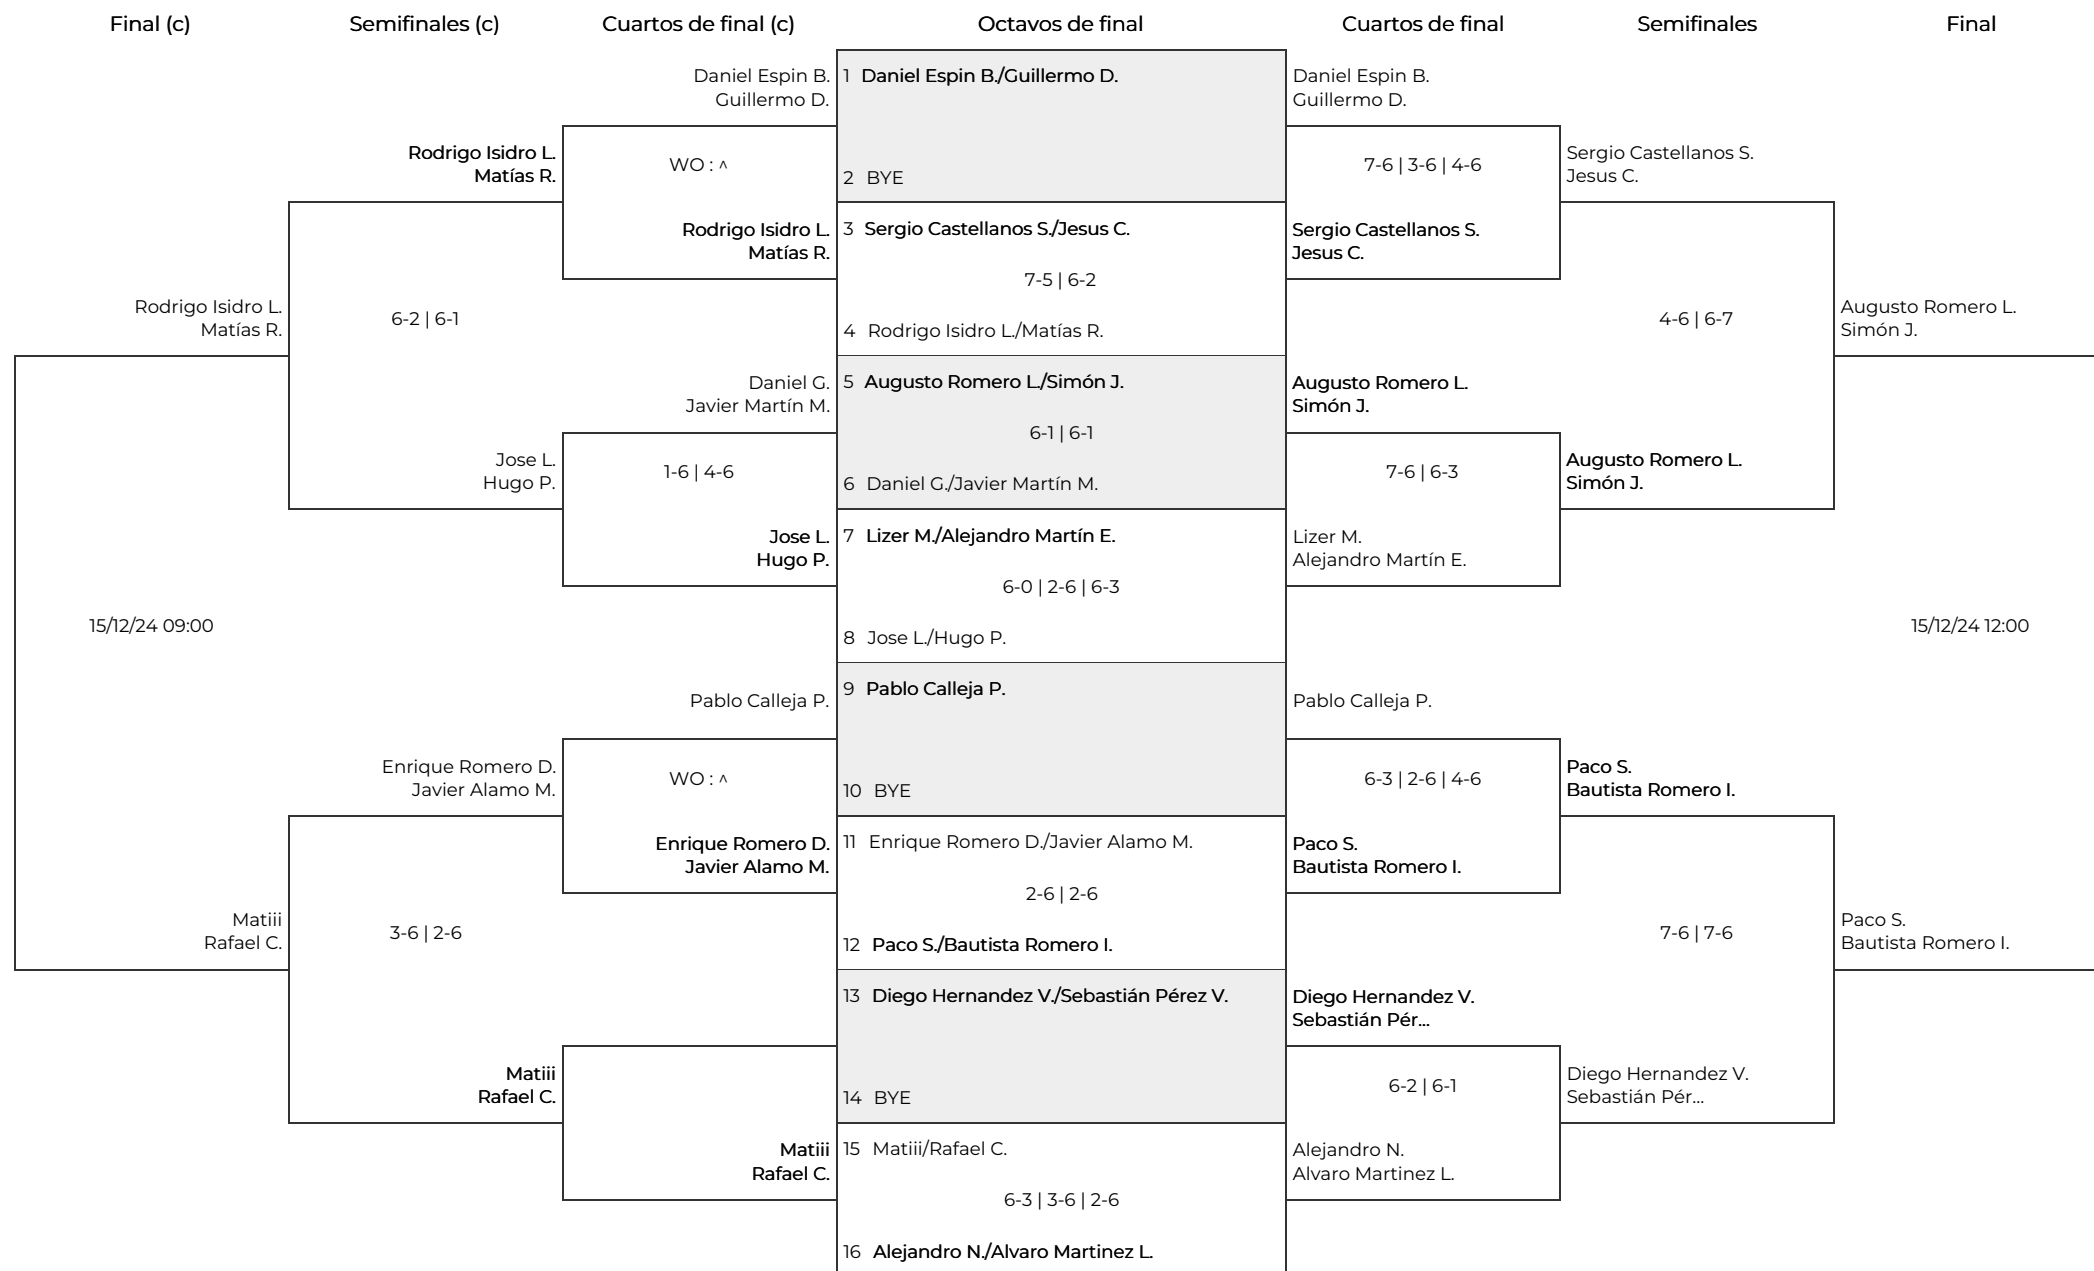 Final (c)
Semifinales (c)
Cuartos de final (c)
Octavos de final
Cuartos de final
Semifinales
Final
Rodrigo Isidro L.
Matías R.
15/12/24 09:00
Matiii
Rafael C.
Rodrigo Isidro L.
Matías R.
6-2 | 6-1
Jose L.
Hugo P.
Enrique Romero D.
Javier Alamo M.
3-6 | 2-6
Matiii
Rafael C.
Daniel Espin B.
Guillermo D.
WO : ^
Rodrigo Isidro L.
Matías R.
Daniel G.
Javier Martín M.
1-6 | 4-6
Jose L.
Hugo P.
Pablo Calleja P.
WO : ^
Enrique Romero D.
Javier Alamo M.
Matiii
Rafael C.
1 Daniel Espin B./Guillermo D.
2 BYE
3 Sergio Castellanos S./Jesus C.
7-5 | 6-2
4 Rodrigo Isidro L./Matías R.
5 Augusto Romero L./Simón J.
6-1 | 6-1
6 Daniel G./Javier Martín M.
7 Lizer M./Alejandro Martín E.
6-0 | 2-6 | 6-3
8 Jose L./Hugo P.
9 Pablo Calleja P.
10 BYE
11 Enrique Romero D./Javier Alamo M.
2-6 | 2-6
12 Paco S./Bautista Romero I.
13 Diego Hernandez V./Sebastián Pérez V.
14 BYE
15 Matiii/Rafael C.
6-3 | 3-6 | 2-6
16 Alejandro N./Alvaro Martinez L.
Daniel Espin B.
Guillermo D.
7-6 | 3-6 | 4-6
Sergio Castellanos S.
Jesus C.
Augusto Romero L.
Simón J.
7-6 | 6-3
Lizer M.
Alejandro Martín E.
Pablo Calleja P.
6-3 | 2-6 | 4-6
Paco S.
Bautista Romero I.
Diego Hernandez V.
Sebastián Pér...
6-2 | 6-1
Alejandro N.
Alvaro Martinez L.
Sergio Castellanos S.
Jesus C.
4-6 | 6-7
Augusto Romero L.
Simón J.
Paco S.
Bautista Romero I.
7-6 | 7-6
Diego Hernandez V.
Sebastián Pér...
Augusto Romero L.
Simón J.
15/12/24 12:00
Paco S.
Bautista Romero I.